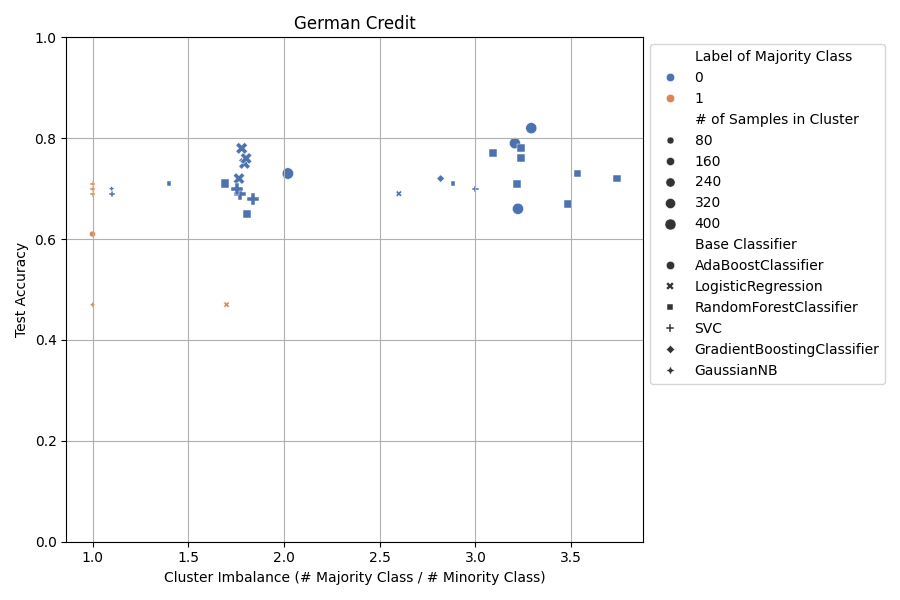 German Credit
1.0
0.8
0.6
0.4
0.2
0.0
Test Accuracy
1.0 1.5 2.0 2.5 3.0 3.5
Cluster Imbalance (# Majority Class / # Minority Class)
Label of Majority Class
0
1
# of Samples in Cluster
80
160
240
320
400
Base Classifier
AdaBoostClassifier
LogisticRegression
RandomForestClassifier
SVC
GradientBoostingClassifier
GaussianNB